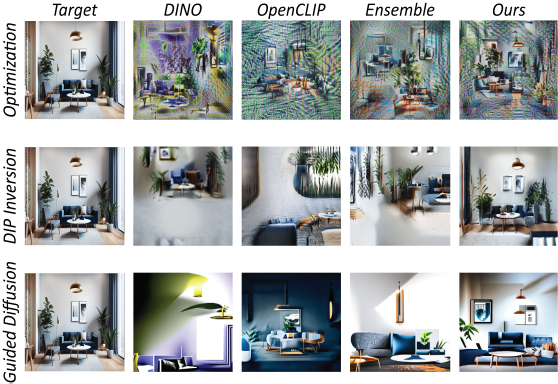 Target DINO OpenCLIP Ensemble Ours
Optimization
DIP Inversion
Guided Diffusion